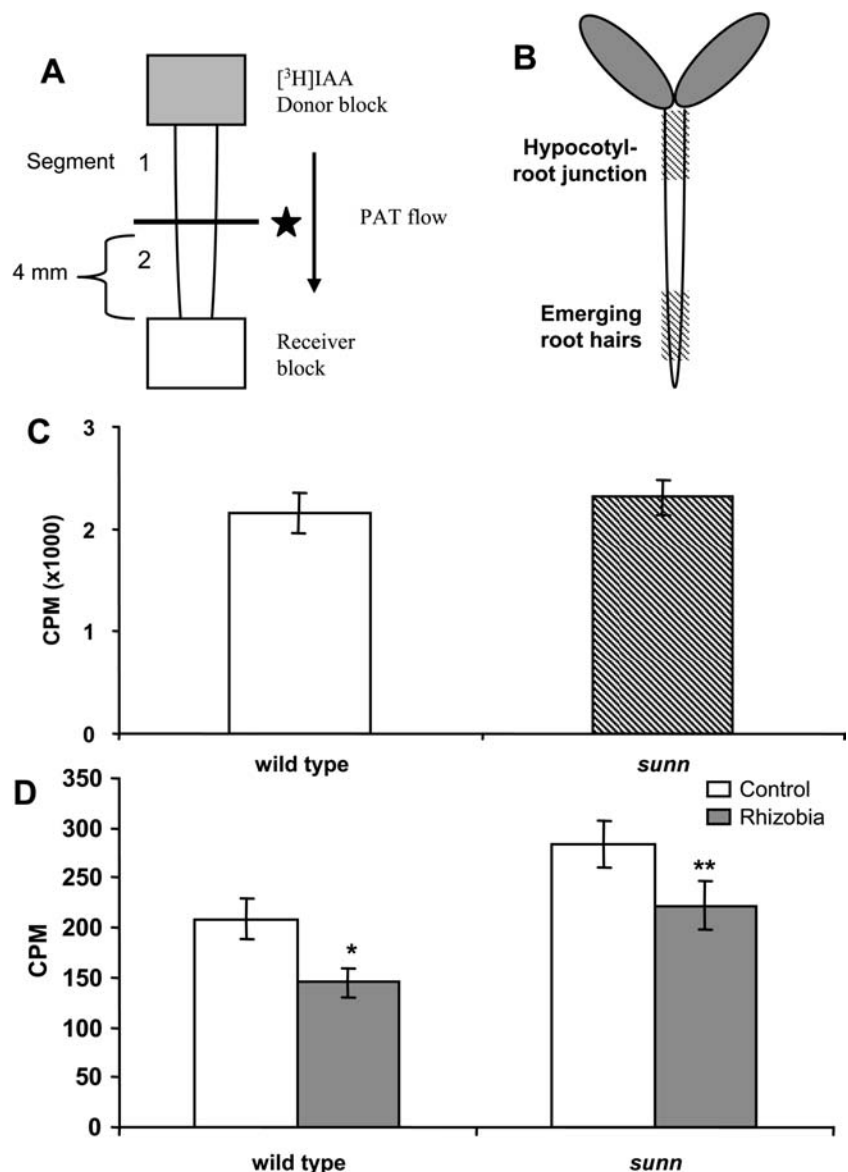 A
[³H]IAA
Donor block
Segment 1
PAT flow
2
4 mm
Receiver
block
B
Hypocotyl-
root junction
Emerging
root hairs
C
CPM (x1000)
3
2
1
0
wild type
sunn
D
CPM
350
300
250
200
150
100
50
0
Control
Rhizobia
*
**
wild type
sunn